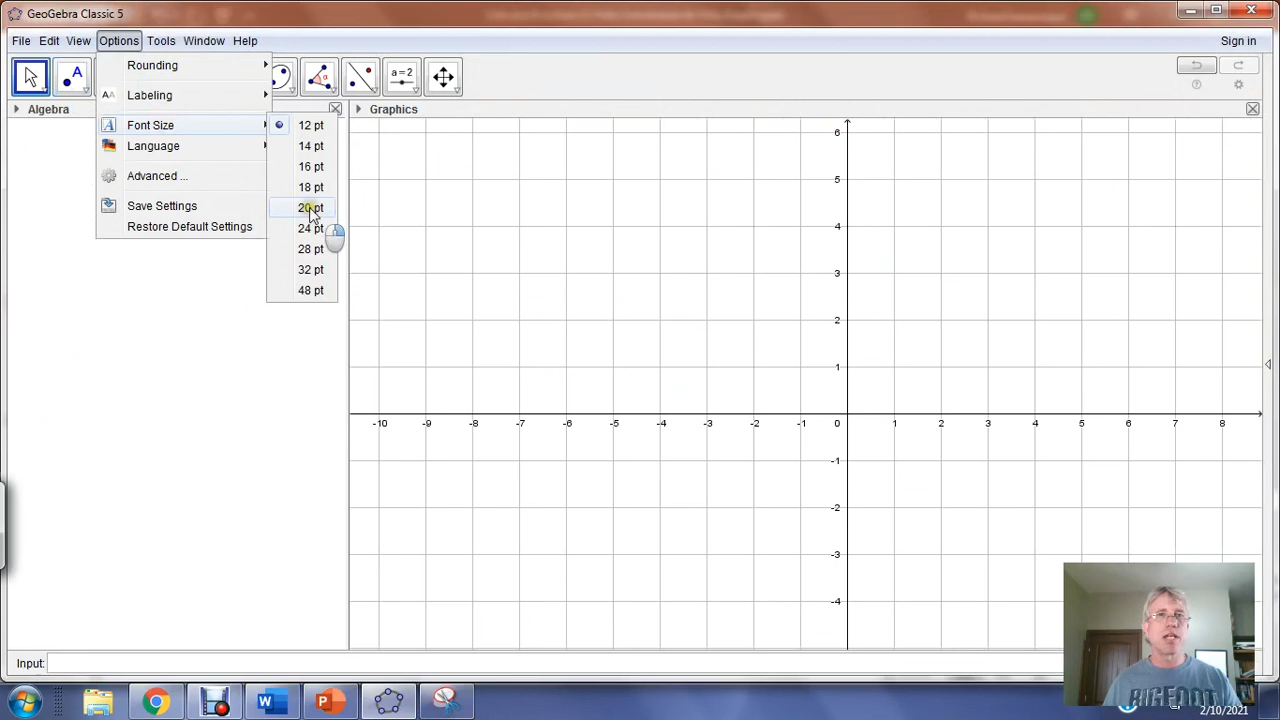 GeoGebra Classic 5
File Edit View Options Tools Window Help
Sign in
Rounding
Labeling
Font Size
Language
Advanced ...
Save Settings
Restore Default Settings
12 pt
14 pt
16 pt
18 pt
20 pt
24 pt
28 pt
32 pt
48 pt
A
α
a=2
Algebra
Graphics
6
5
4
3
2
1
-10 -9 -8 -7 -6 -5 -4 -3 -2 -1 0 1 2 3 4 5 6 7 8
-1
-2
-3
-4
Input:
BIGFOOT
2/10/2021